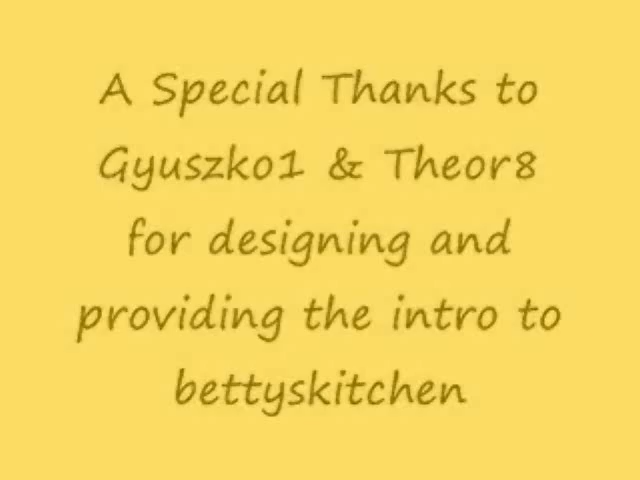 A Special Thanks to
Gyuszko1 & Theor8
for designing and
providing the intro to
bettyskitchen